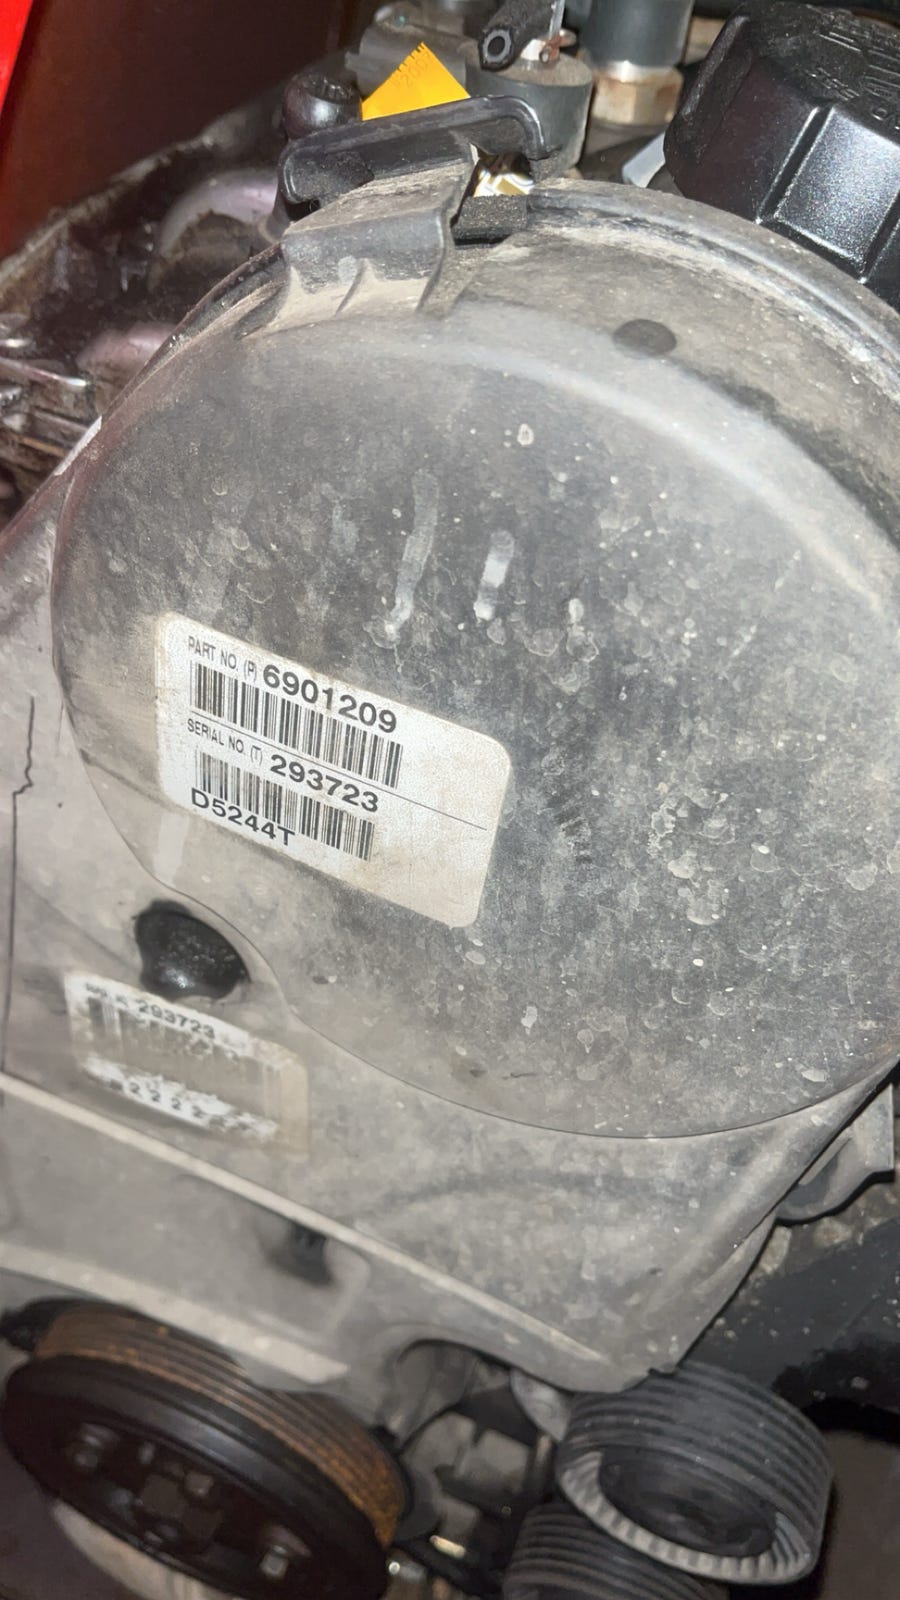 PART NO. (P) 6901209
SERIAL NO. (T) 293723
D5244T
293723